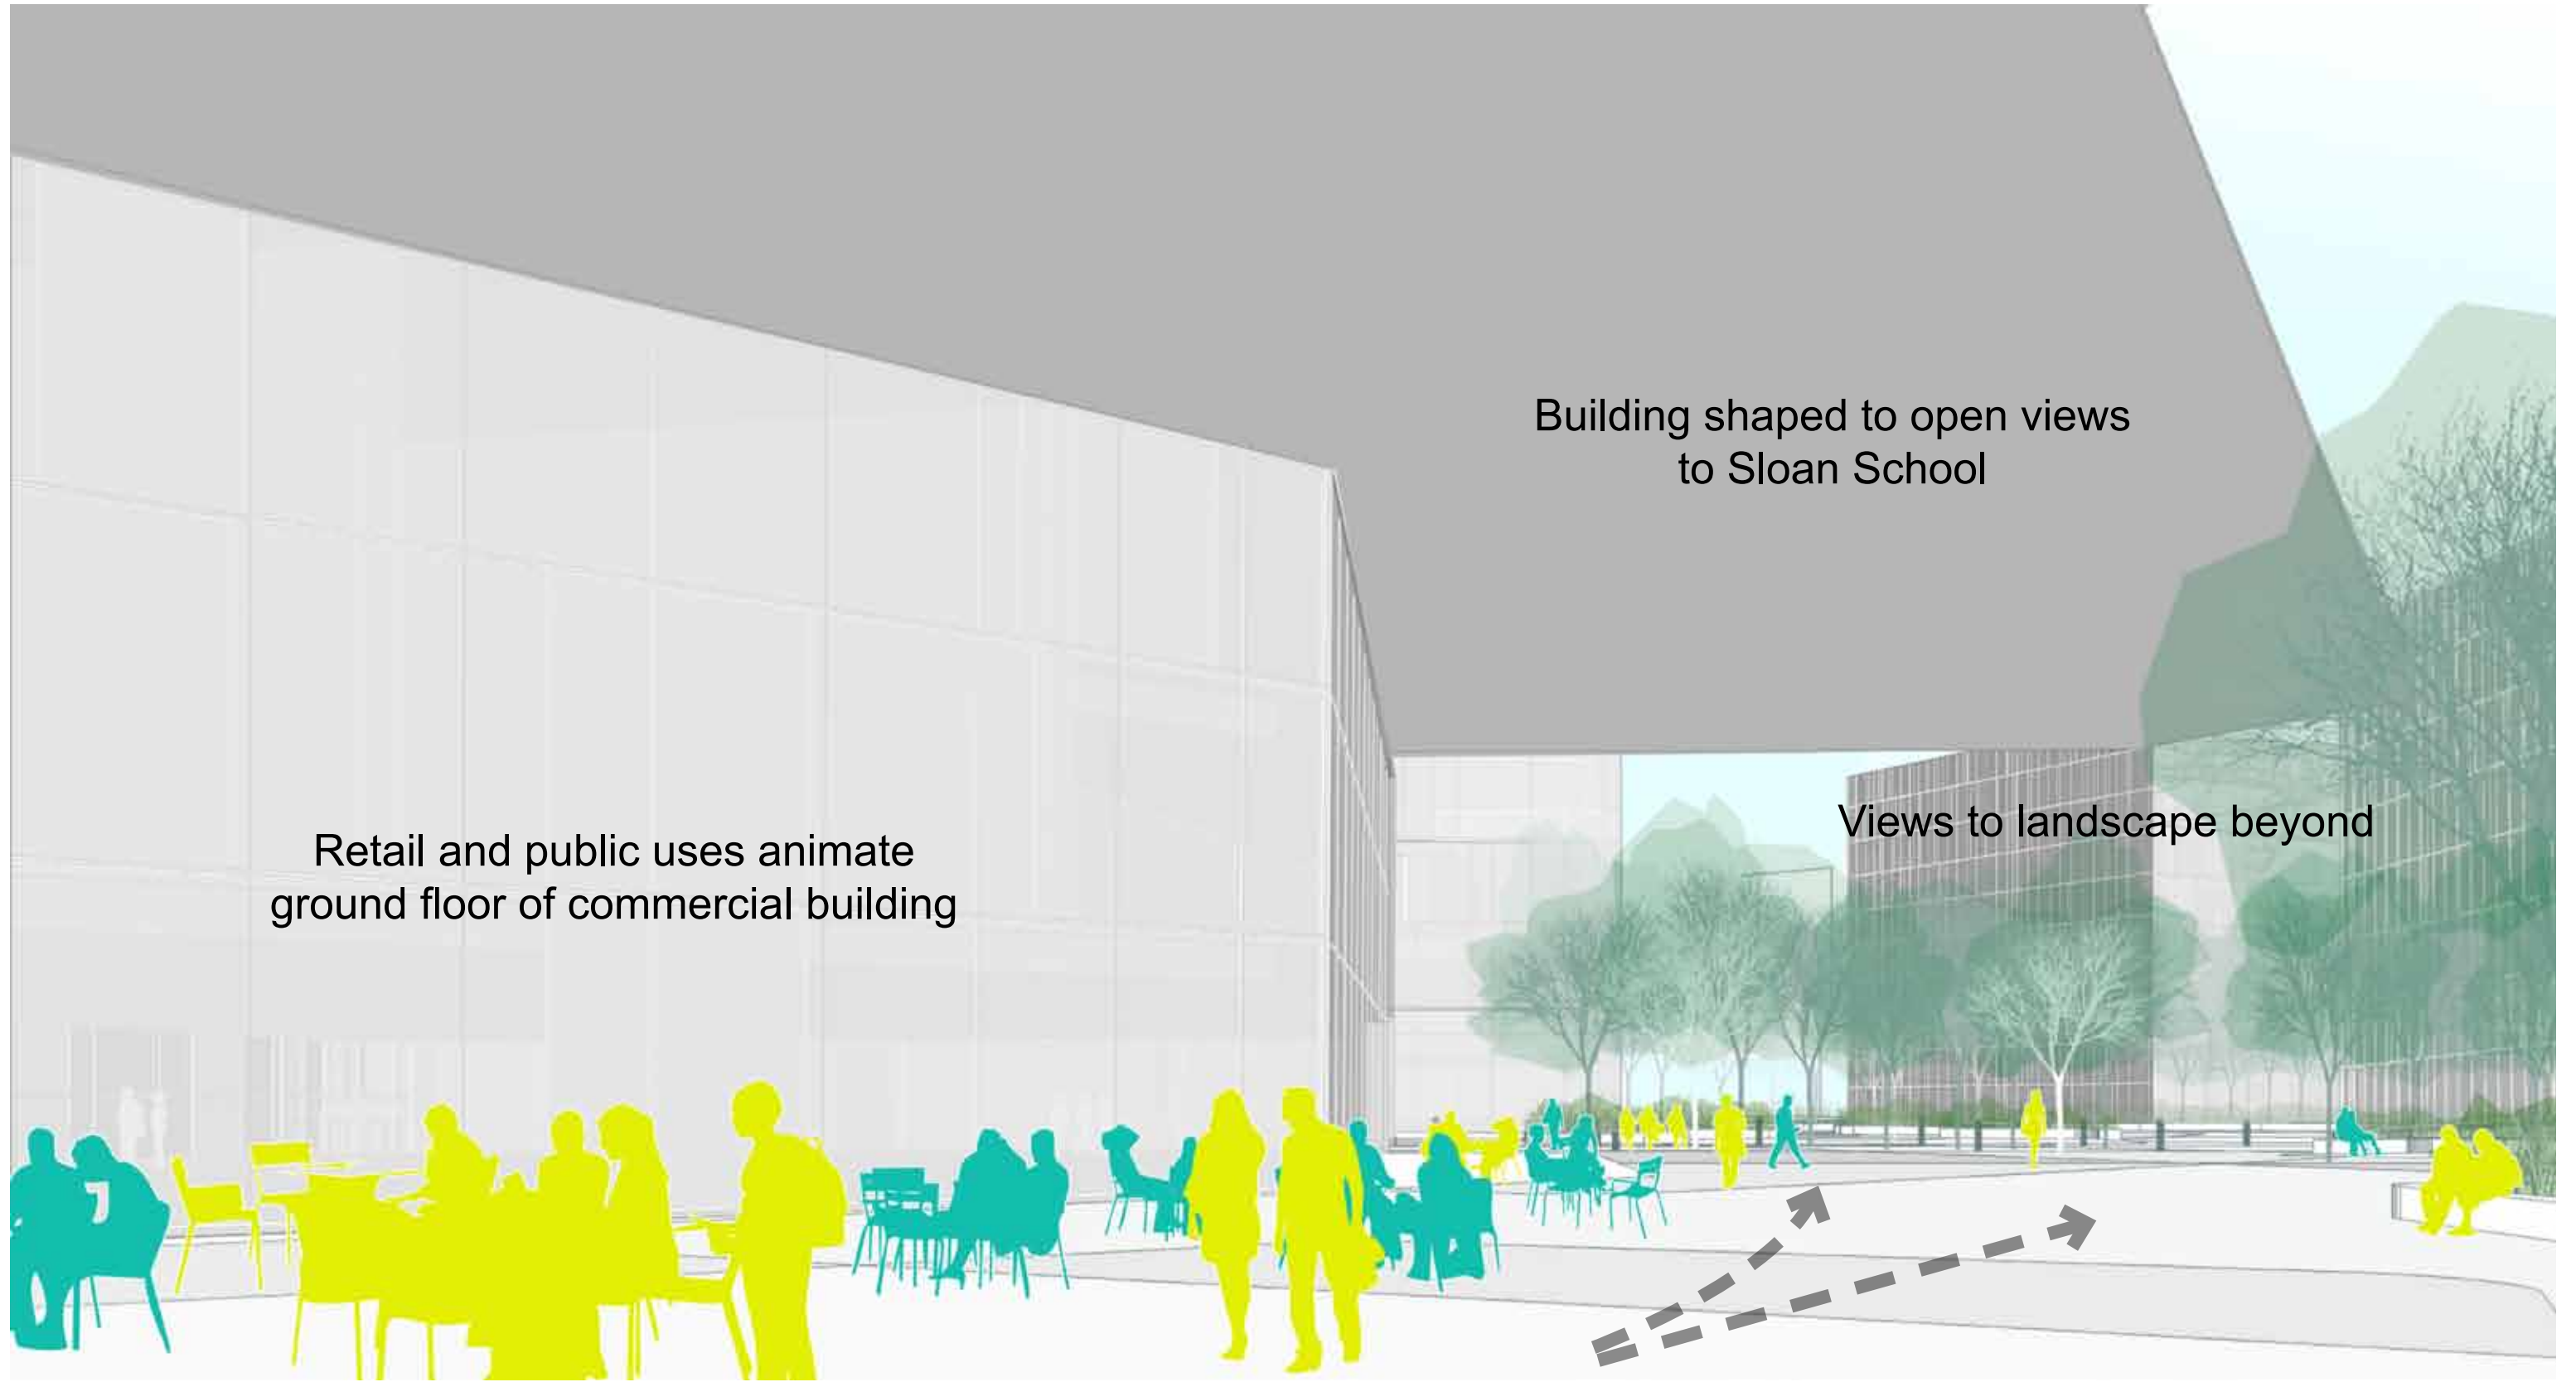 Building shaped to open views
to Sloan School
Views to landscape beyond
Retail and public uses animate
ground floor of commercial building